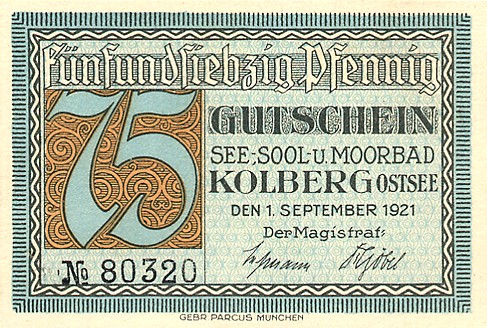 Fünfundsiebzig Pfennig
75
GUTSCHEIN
SEE-, SOOL- U. MOORBAD
KOLBERG OSTSEE
DEN 1. SEPTEMBER 1921
Der Magistrat:
№ 80320
GEBR PARCUS MÜNCHEN